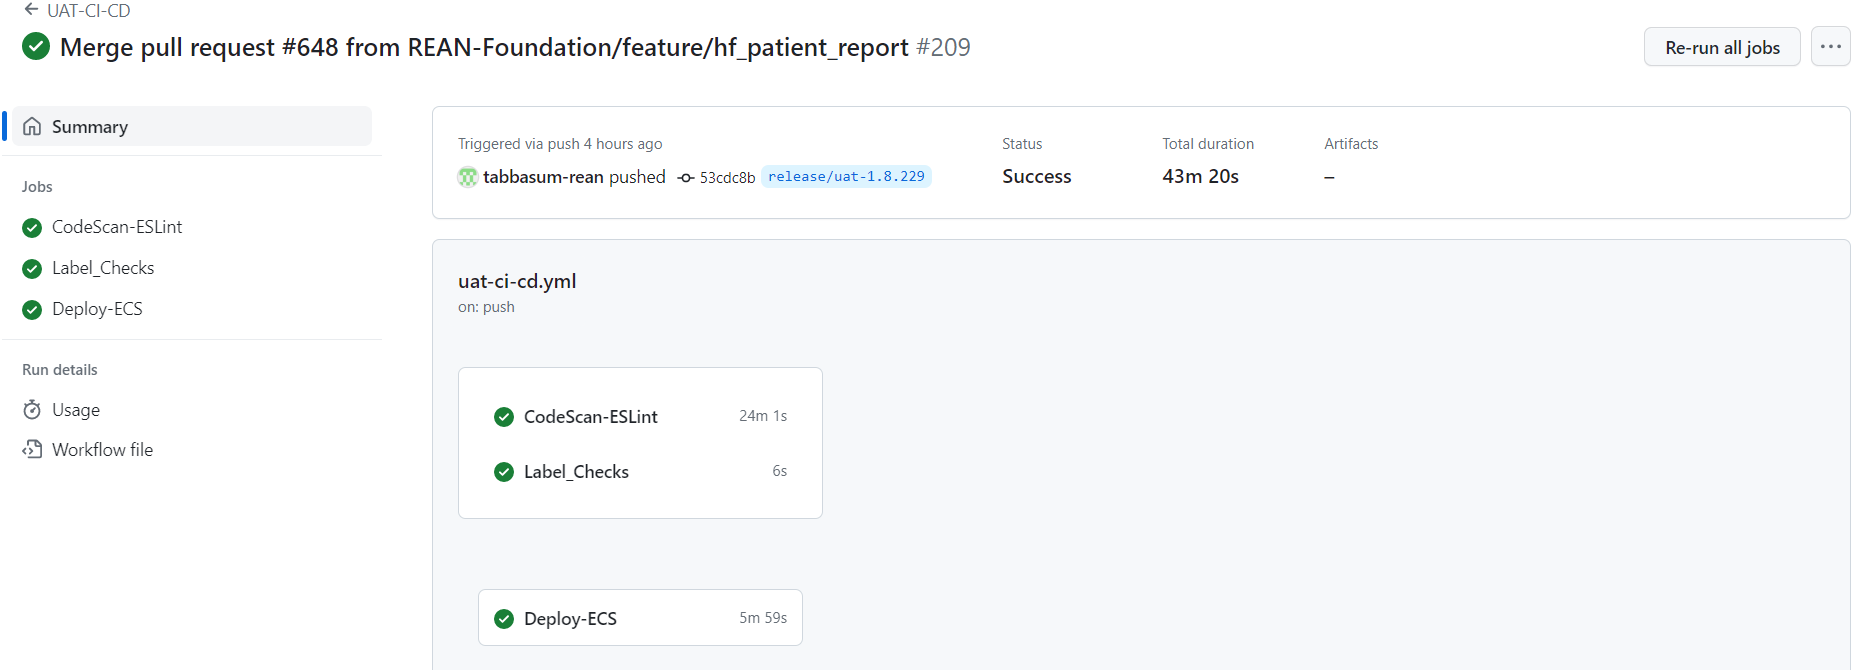 UAT-CI-CD
Merge pull request #648 from REAN-Foundation/feature/hf_patient_report #209
Re-run all jobs
Summary
Jobs
CodeScan-ESLint
Label_Checks
Deploy-ECS
Run details
Usage
Workflow file
Triggered via push 4 hours ago
tabbasum-rean pushed 53cdc8b release/uat-1.8.229
Status
Success
Total duration
43m 20s
Artifacts
–
uat-ci-cd.yml
on: push
CodeScan-ESLint 24m 1s
Label_Checks 6s
Deploy-ECS 5m 59s